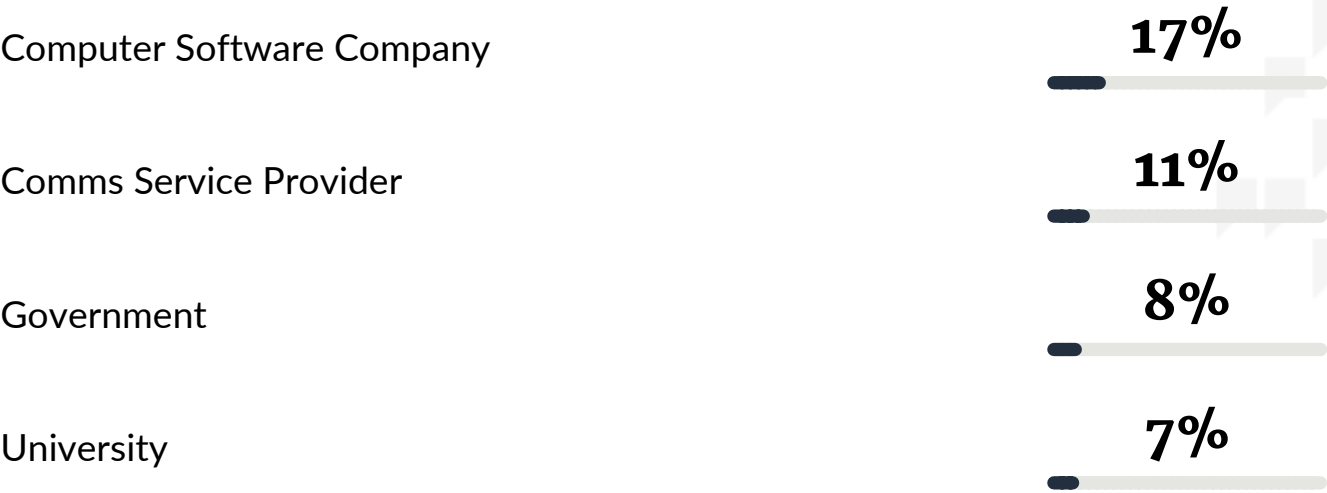 Computer Software Company 17%
Comms Service Provider 11%
Government 8%
University 7%